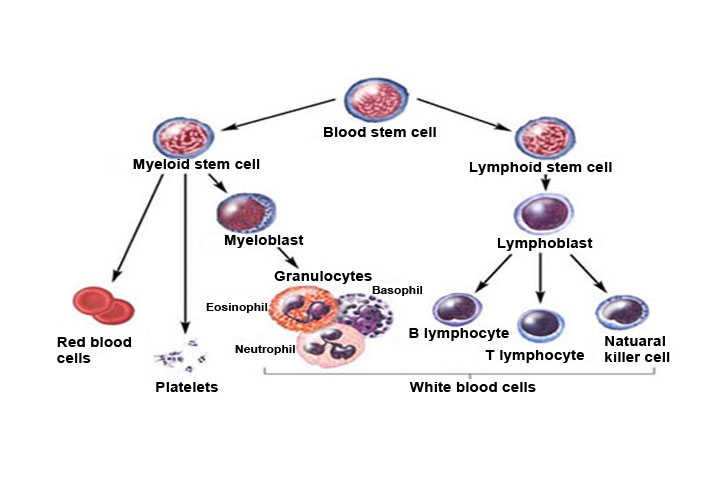 Blood stem cell
Myeloid stem cell
Lymphoid stem cell
Myeloblast
Lymphoblast
Granulocytes
Basophil
Eosinophil
Neutrophil
Red blood
cells
Platelets
B lymphocyte
T lymphocyte
Natuaral
killer cell
White blood cells